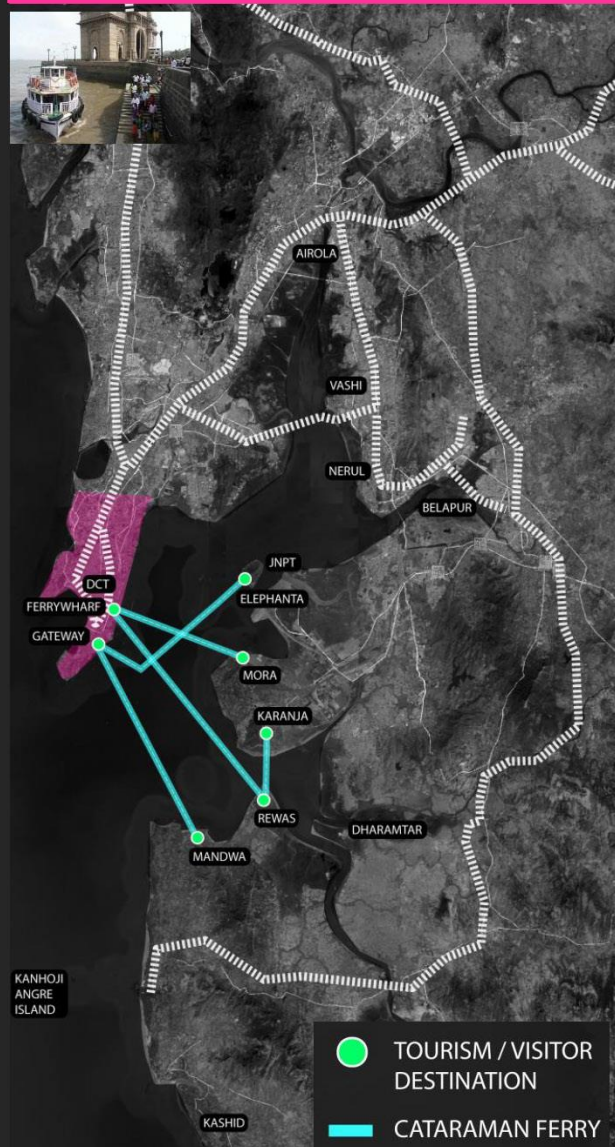 AIROLA
VASHI
NERUL
BELAPUR
JNPT
DCT
ELEPHANTA
FERRYWHARF
GATEWAY
MORA
KARANJA
REWAS
DHARAMTAR
MANDWA
KANHOJI
ANGRE
ISLAND
TOURISM / VISITOR
DESTINATION
KASHID
CATARAMAN FERRY